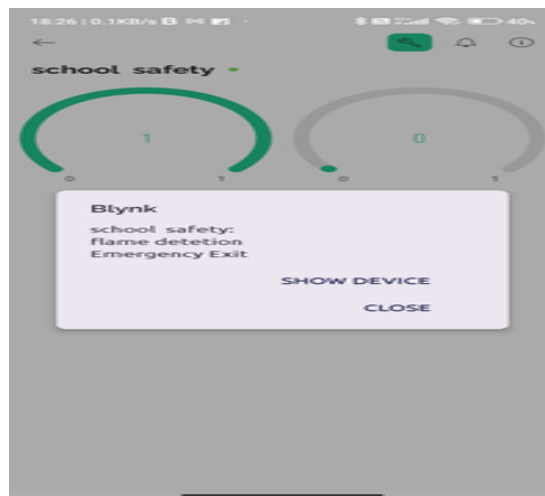 18:26 | 0.1KB/s
40%
school safety
1
0
0 1
0 1
Blynk
school safety:
flame detetion
Emergency Exit
SHOW DEVICE
CLOSE